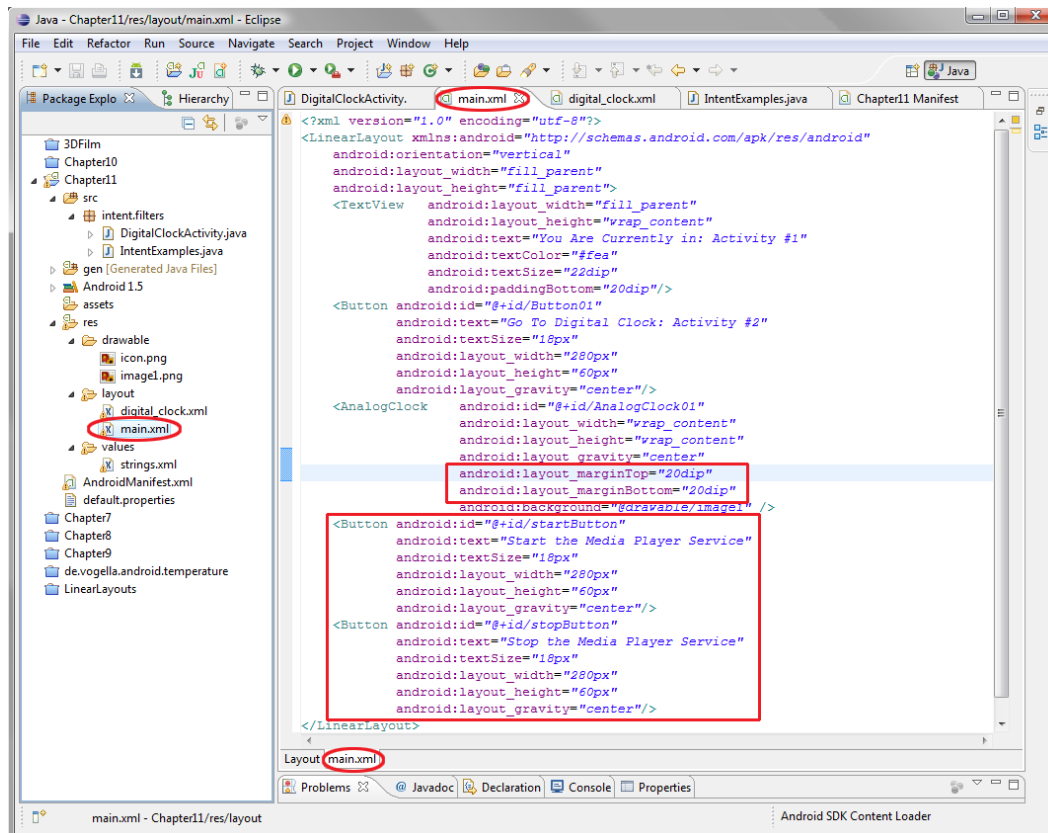 Java - Chapter11/res/layout/main.xml - Eclipse
File Edit Refactor Run Source Navigate Search Project Window Help
Java
Package Explo Hierarchy
DigitalClockActivity. main.xml digital_clock.xml IntentExamples.java Chapter11 Manifest
3DFilm
Chapter10
Chapter11
src
intent.filters
DigitalClockActivity.java
IntentExamples.java
gen [Generated Java Files]
Android 1.5
assets
res
drawable
icon.png
image1.png
layout
digital_clock.xml
main.xml
values
strings.xml
AndroidManifest.xml
default.properties
Chapter7
Chapter8
Chapter9
de.vogella.android.temperature
LinearLayouts
<?xml version="1.0" encoding="utf-8"?>
<LinearLayout xmlns:android="http://schemas.android.com/apk/res/android"
android:orientation="vertical"
android:layout_width="fill_parent"
android:layout_height="fill_parent">
<TextView android:layout_width="fill_parent"
android:layout_height="wrap_content"
android:text="You Are Currently in: Activity #1"
android:textColor="#fea"
android:textSize="22dip"
android:paddingBottom="20dip"/>
<Button android:id="@+id/Button01"
android:text="Go To Digital Clock: Activity #2"
android:textSize="18px"
android:layout_width="280px"
android:layout_height="60px"
android:layout_gravity="center"/>
<AnalogClock android:id="@+id/AnalogClock01"
android:layout_width="wrap_content"
android:layout_height="wrap_content"
android:layout_gravity="center"
android:layout_marginTop="20dip"
android:layout_marginBottom="20dip"
android:background="@drawable/image1" />
<Button android:id="@+id/startButton"
android:text="Start the Media Player Service"
android:textSize="18px"
android:layout_width="280px"
android:layout_height="60px"
android:layout_gravity="center"/>
<Button android:id="@+id/stopButton"
android:text="Stop the Media Player Service"
android:textSize="18px"
android:layout_width="280px"
android:layout_height="60px"
android:layout_gravity="center"/>
</LinearLayout>
Layout main.xml
Problems @ Javadoc Declaration Console Properties
main.xml - Chapter11/res/layout Android SDK Content Loader